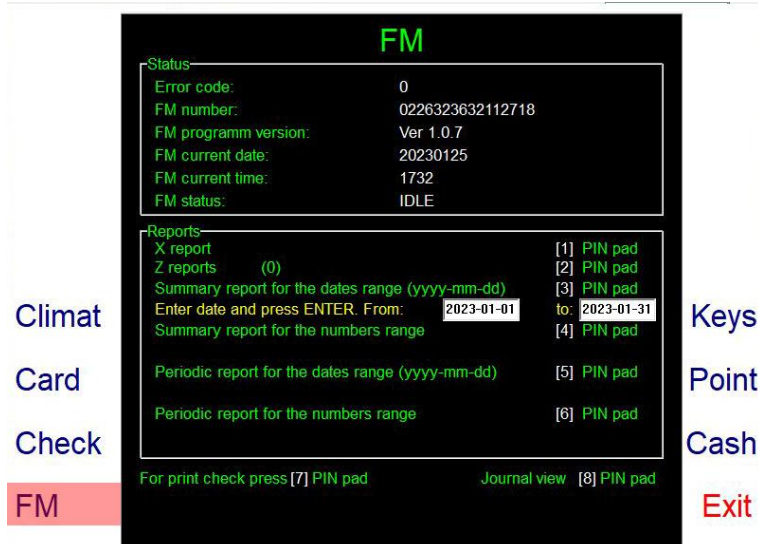 FM
Status
Error code: 0
FM number: 0226323632112718
FM programm version: Ver 1.0.7
FM current date: 20230125
FM current time: 1732
FM status: IDLE
Reports
X report [1] PIN pad
Z reports (0) [2] PIN pad
Summary report for the dates range (yyyy-mm-dd) [3] PIN pad
Enter date and press ENTER. From: 2023-01-01 to: 2023-01-31
Summary report for the numbers range [4] PIN pad
Periodic report for the dates range (yyyy-mm-dd) [5] PIN pad
Periodic report for the numbers range [6] PIN pad
For print check press [7] PIN pad Journal view [8] PIN pad
Climat
Card
Check
FM
Keys
Point
Cash
Exit